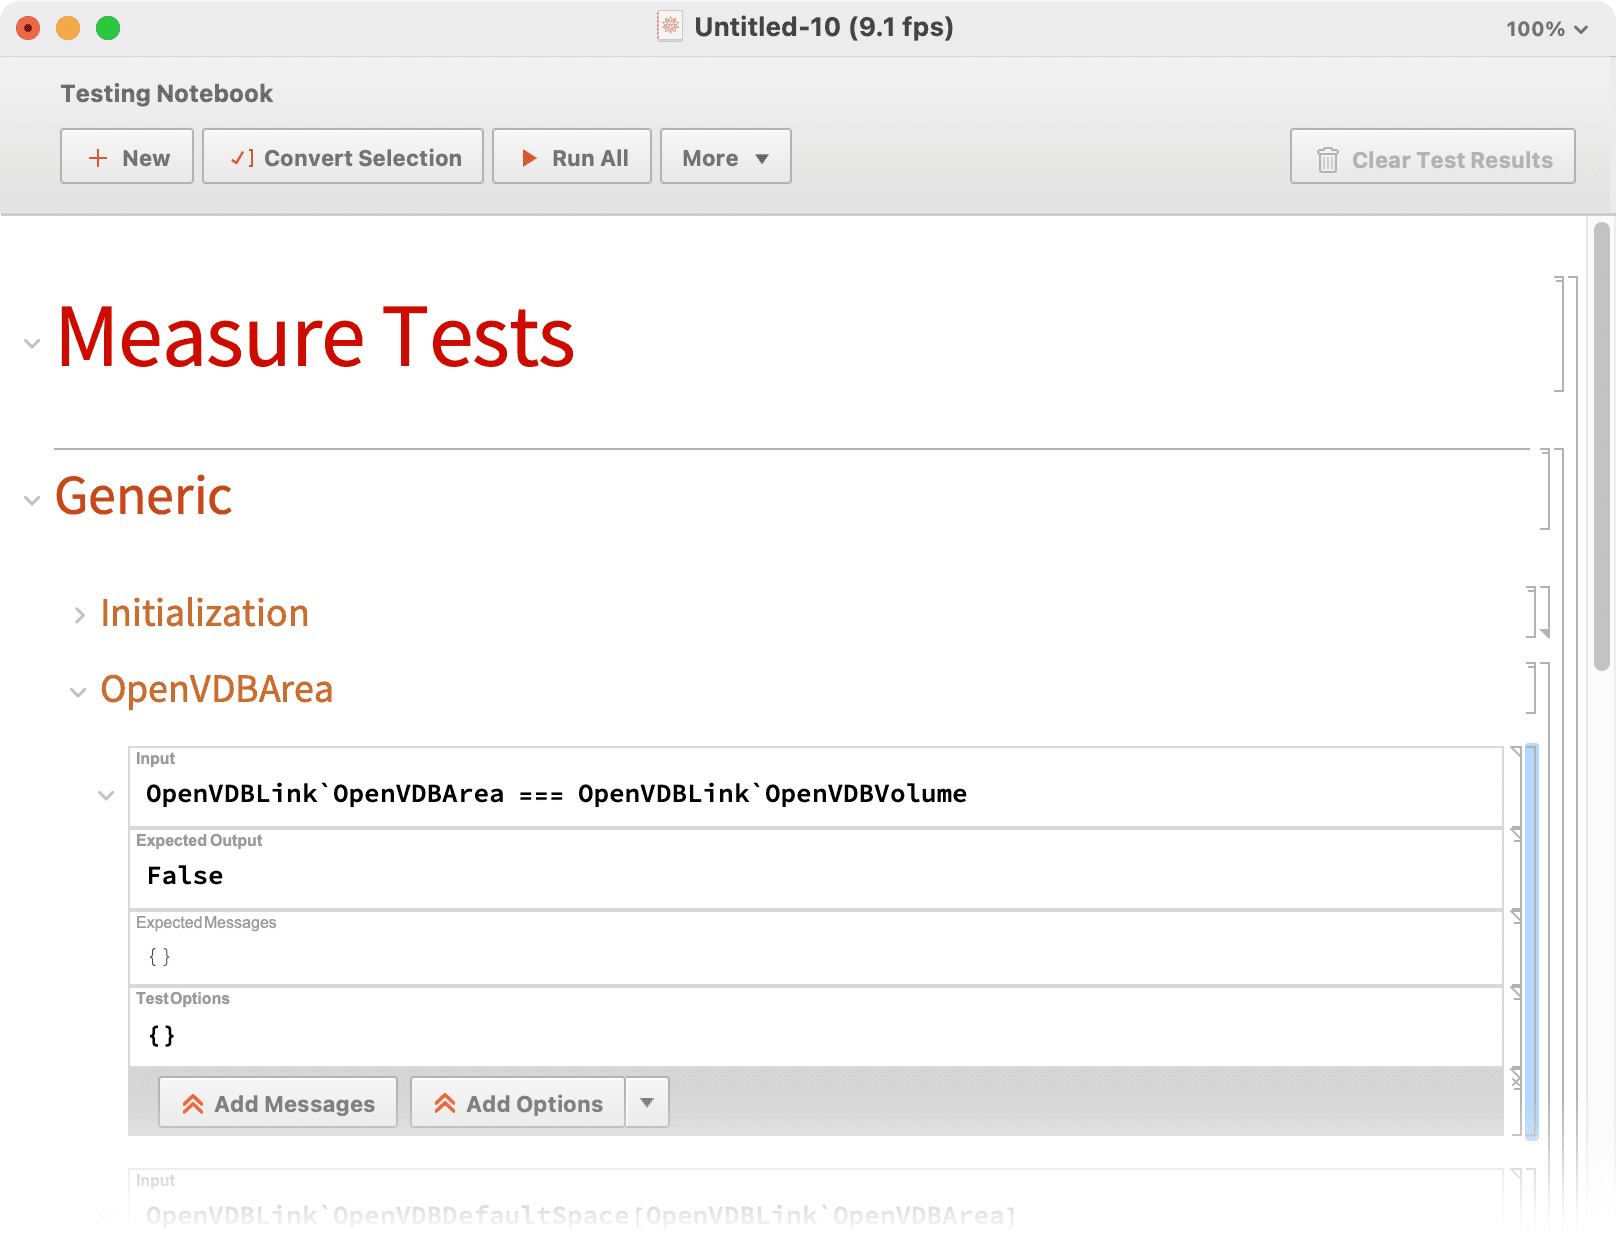 Untitled-10 (9.1 fps)
100%
Testing Notebook
New
Convert Selection
Run All
More
Clear Test Results
Measure Tests
Generic
Initialization
OpenVDBArea
Input
OpenVDBLink`OpenVDBArea === OpenVDBLink`OpenVDBVolume
Expected Output
False
Expected Messages
{}
Test Options
{}
Add Messages
Add Options
Input
OpenVDBLink`OpenVDBDefaultSpace[OpenVDBLink`OpenVDBArea]